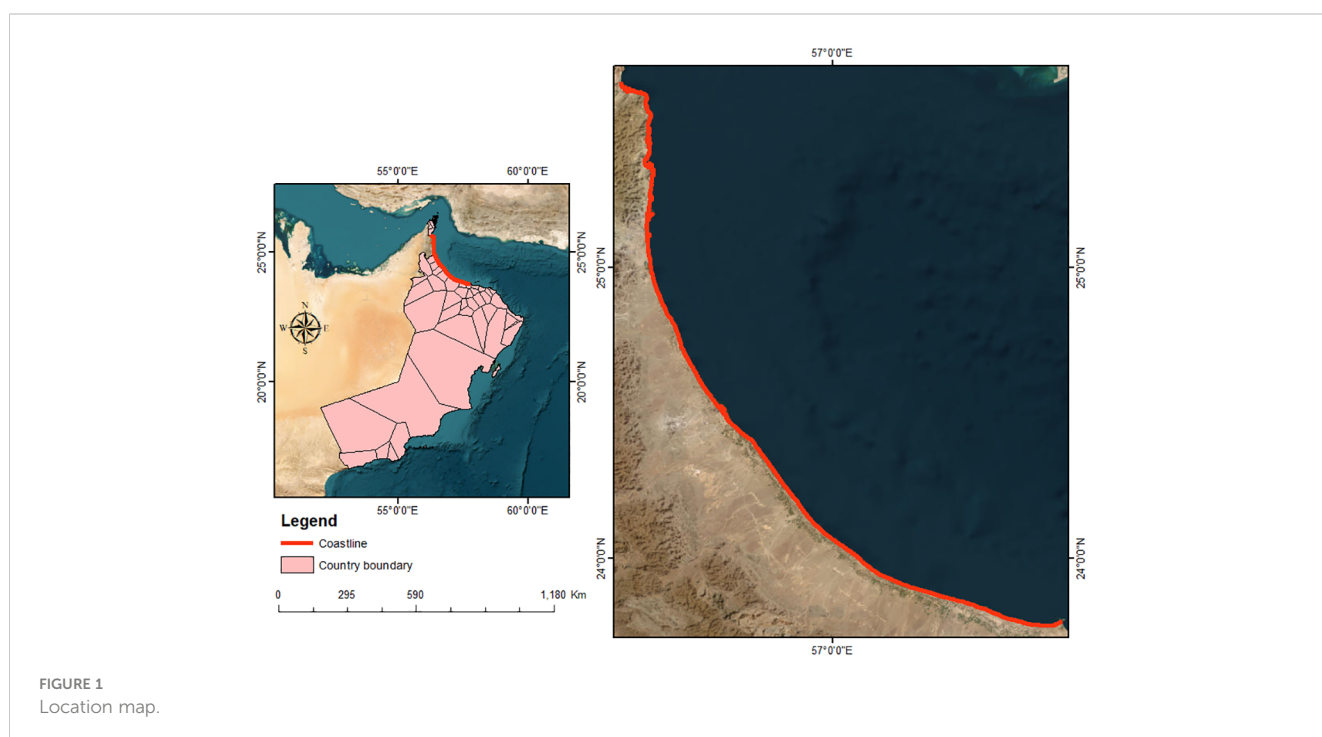 57°0'0"E
55°0'0"E 60°0'0"E
25°0'0"N 25°0'0"N
N
W E
S
20°0'0"N 20°0'0"N
55°0'0"E 60°0'0"E
Legend
Coastline
Country boundary
0 295 590 1,180 Km
25°0'0"N 25°0'0"N
24°0'0"N 24°0'0"N
57°0'0"E
FIGURE 1
Location map.